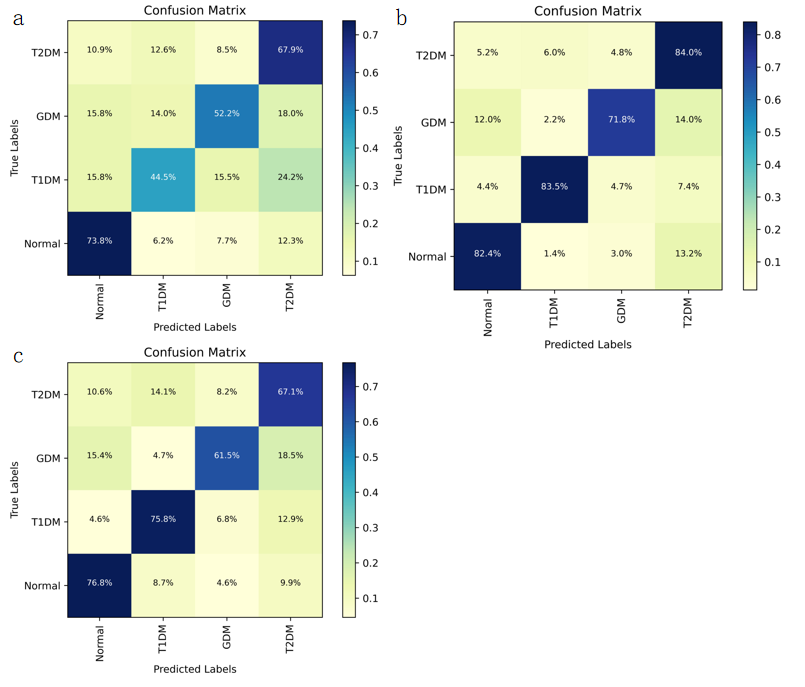 a
Confusion Matrix
True Labels
T2DM 10.9% 12.6% 8.5% 67.9%
GDM 15.8% 14.0% 52.2% 18.0%
T1DM 15.8% 44.5% 15.5% 24.2%
Normal 73.8% 6.2% 7.7% 12.3%
Normal T1DM GDM T2DM
Predicted Labels
0.7
0.6
0.5
0.4
0.3
0.2
0.1
b
Confusion Matrix
True Labels
T2DM 5.2% 6.0% 4.8% 84.0%
GDM 12.0% 2.2% 71.8% 14.0%
T1DM 4.4% 83.5% 4.7% 7.4%
Normal 82.4% 1.4% 3.0% 13.2%
Normal T1DM GDM T2DM
Predicted Labels
0.8
0.7
0.6
0.5
0.4
0.3
0.2
0.1
c
Confusion Matrix
True Labels
T2DM 10.6% 14.1% 8.2% 67.1%
GDM 15.4% 4.7% 61.5% 18.5%
T1DM 4.6% 75.8% 6.8% 12.9%
Normal 76.8% 8.7% 4.6% 9.9%
Normal T1DM GDM T2DM
Predicted Labels
0.7
0.6
0.5
0.4
0.3
0.2
0.1